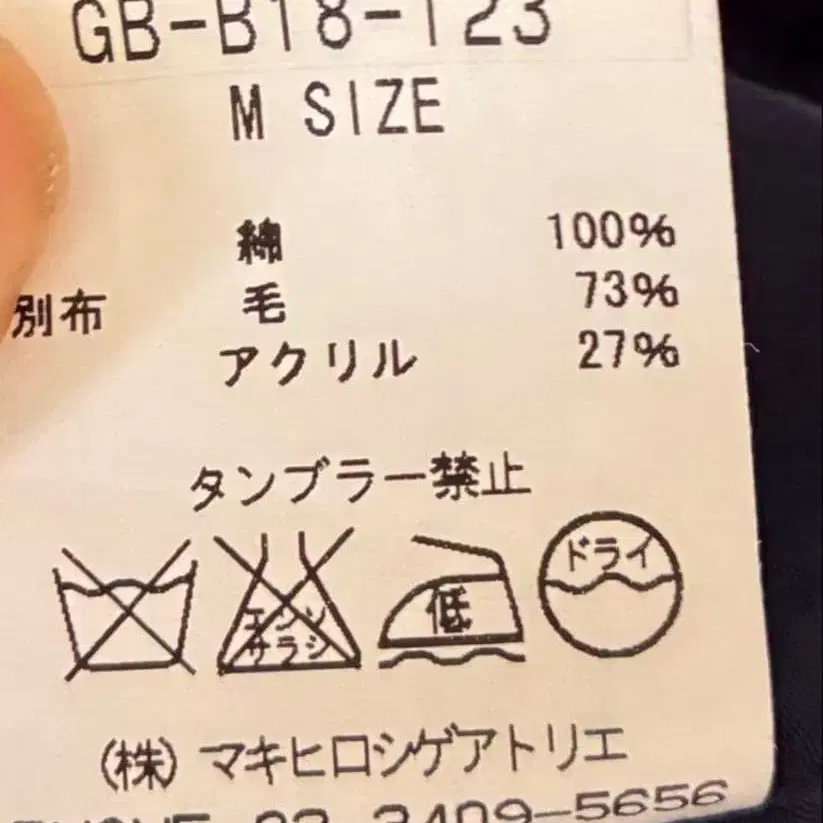 GB-B18-123
M SIZE
綿 100%
別布 毛 73%
アクリル 27%
タンブラー禁止
エンソ
サラシ
低
ドライ
(株) マキヒロシゲアトリエ
3409-5656